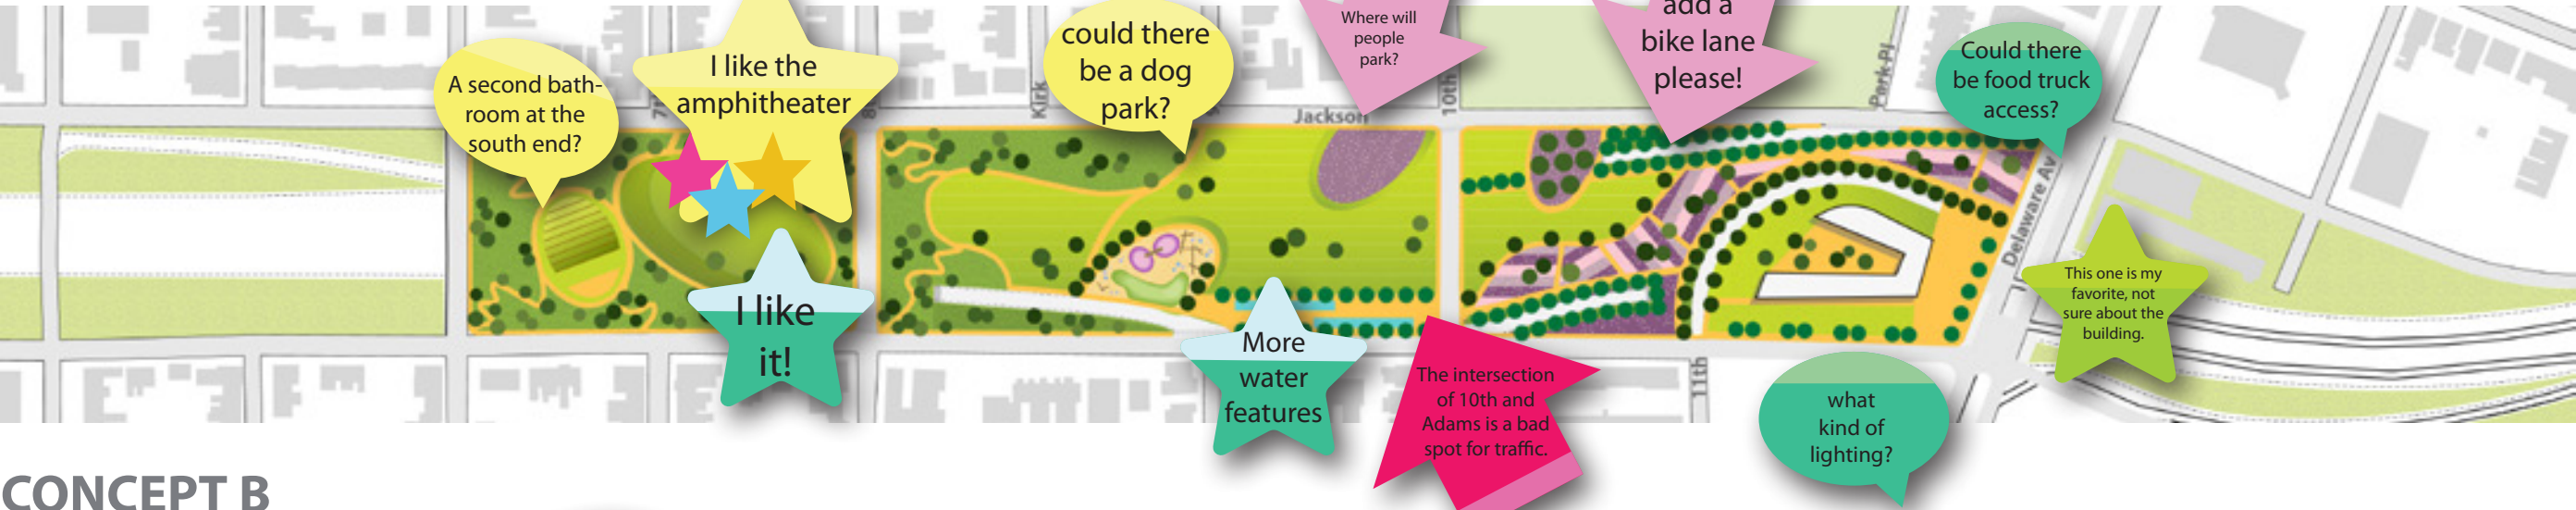 A second bath-
room at the
south end?
I like the
amphitheater
I like
it!
could there
be a dog
park?
Where will
people
park?
add a
bike lane
please!
Could there
be food truck
access?
Kirk
Jackson
10th
Park Pl
Delaware Av
11th
More
water
features
The intersection
of 10th and
Adams is a bad
spot for traffic.
what
kind of
lighting?
This one is my
favorite, not
sure about the
building.
CONCEPT B